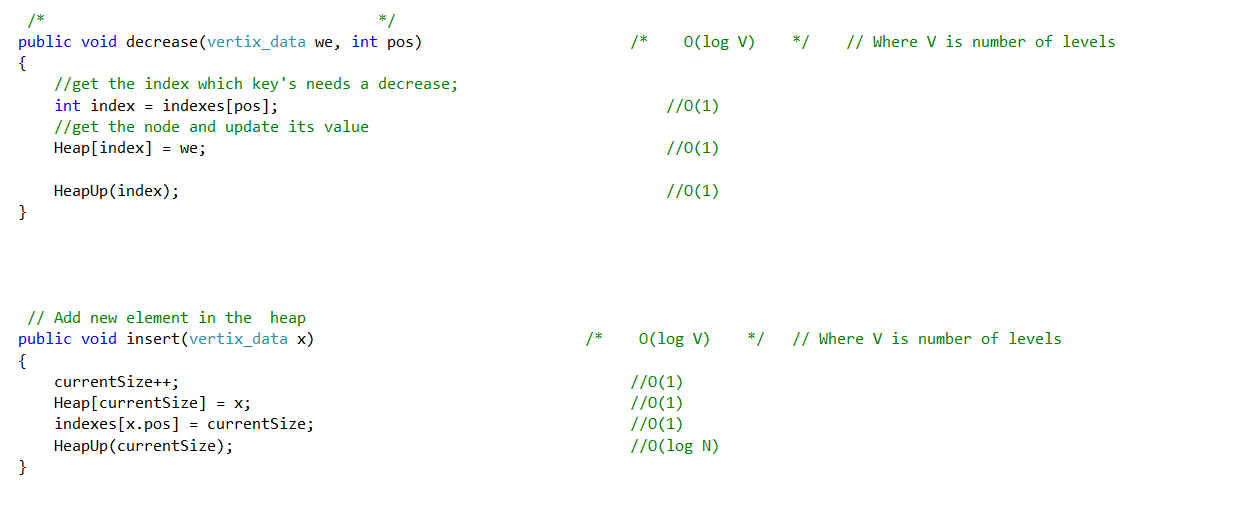 /* */
public void decrease(vertix_data we, int pos) /* O(log V) */ // Where V is number of levels
{
//get the index which key's needs a decrease;
int index = indexes[pos]; //O(1)
//get the node and update its value
Heap[index] = we; //O(1)
HeapUp(index); //O(1)
}
// Add new element in the heap
public void insert(vertix_data x) /* O(log V) */ // Where V is number of levels
{
currentSize++; //O(1)
Heap[currentSize] = x; //O(1)
indexes[x.pos] = currentSize; //O(1)
HeapUp(currentSize); //O(log N)
}